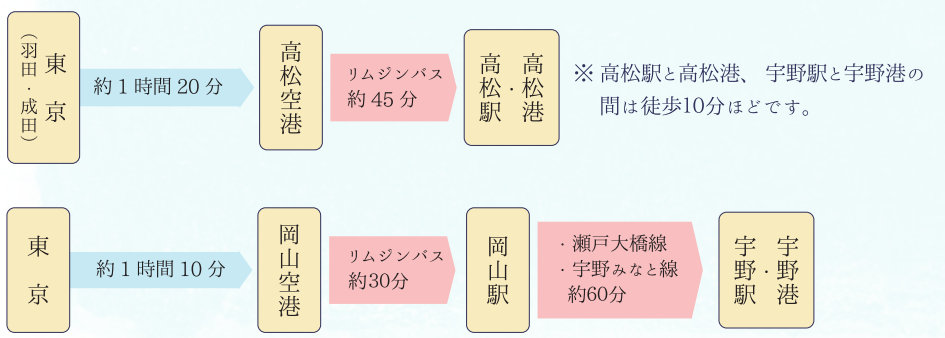 東京
（羽田・成田）
約1時間20分
高松空港
リムジンバス
約45分
高松港・
高松駅
※ 高松駅と高松港、 宇野駅と宇野港の
間は徒歩10分ほどです。
東京
約1時間10分
岡山空港
リムジンバス
約30分
岡山駅
・瀬戸大橋線
・宇野みなと線
約60分
宇野港・
宇野駅